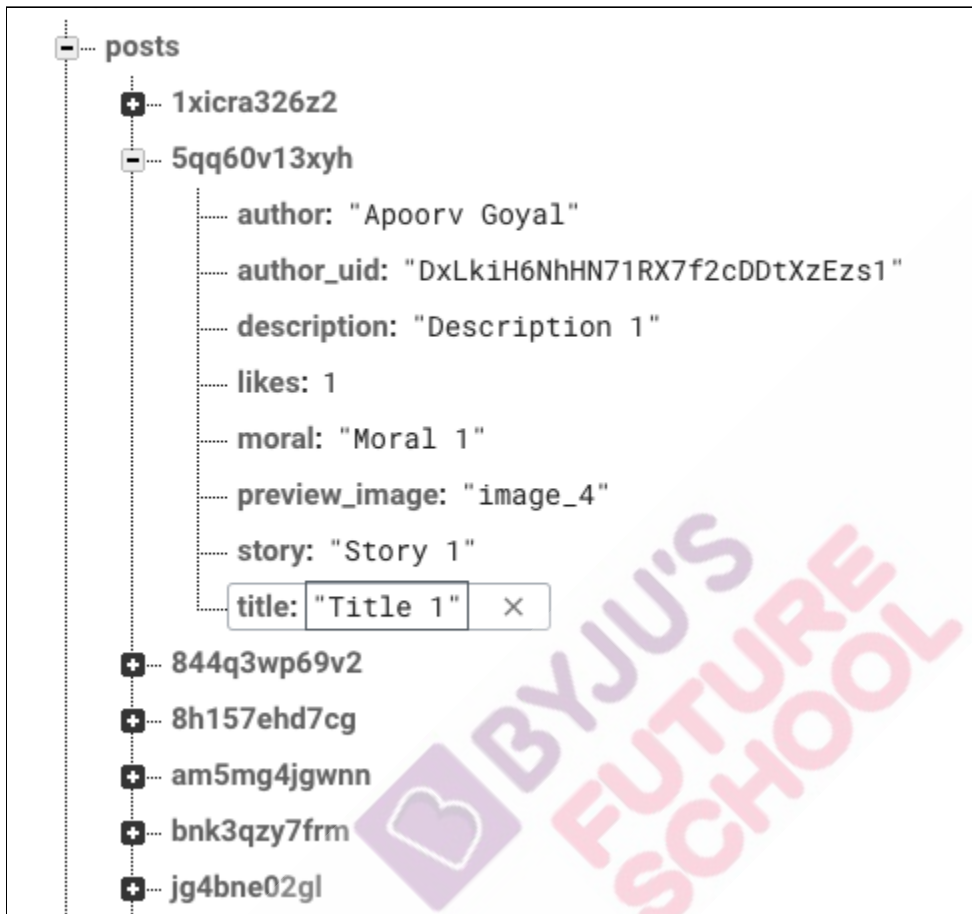 posts
1xicra326z2
5qq60v13xyh
author: "Apoorv Goyal"
author_uid: "DxLkiH6NhHN71RX7f2cDDtXzEzs1"
description: "Description 1"
likes: 1
moral: "Moral 1"
preview_image: "image_4"
story: "Story 1"
title: "Title 1" ×
844q3wp69v2
8h157ehd7cg
am5mg4jgwnn
bnk3qzy7frm
jg4bne02gl
BYJU'S
FUTURE
SCHOOL